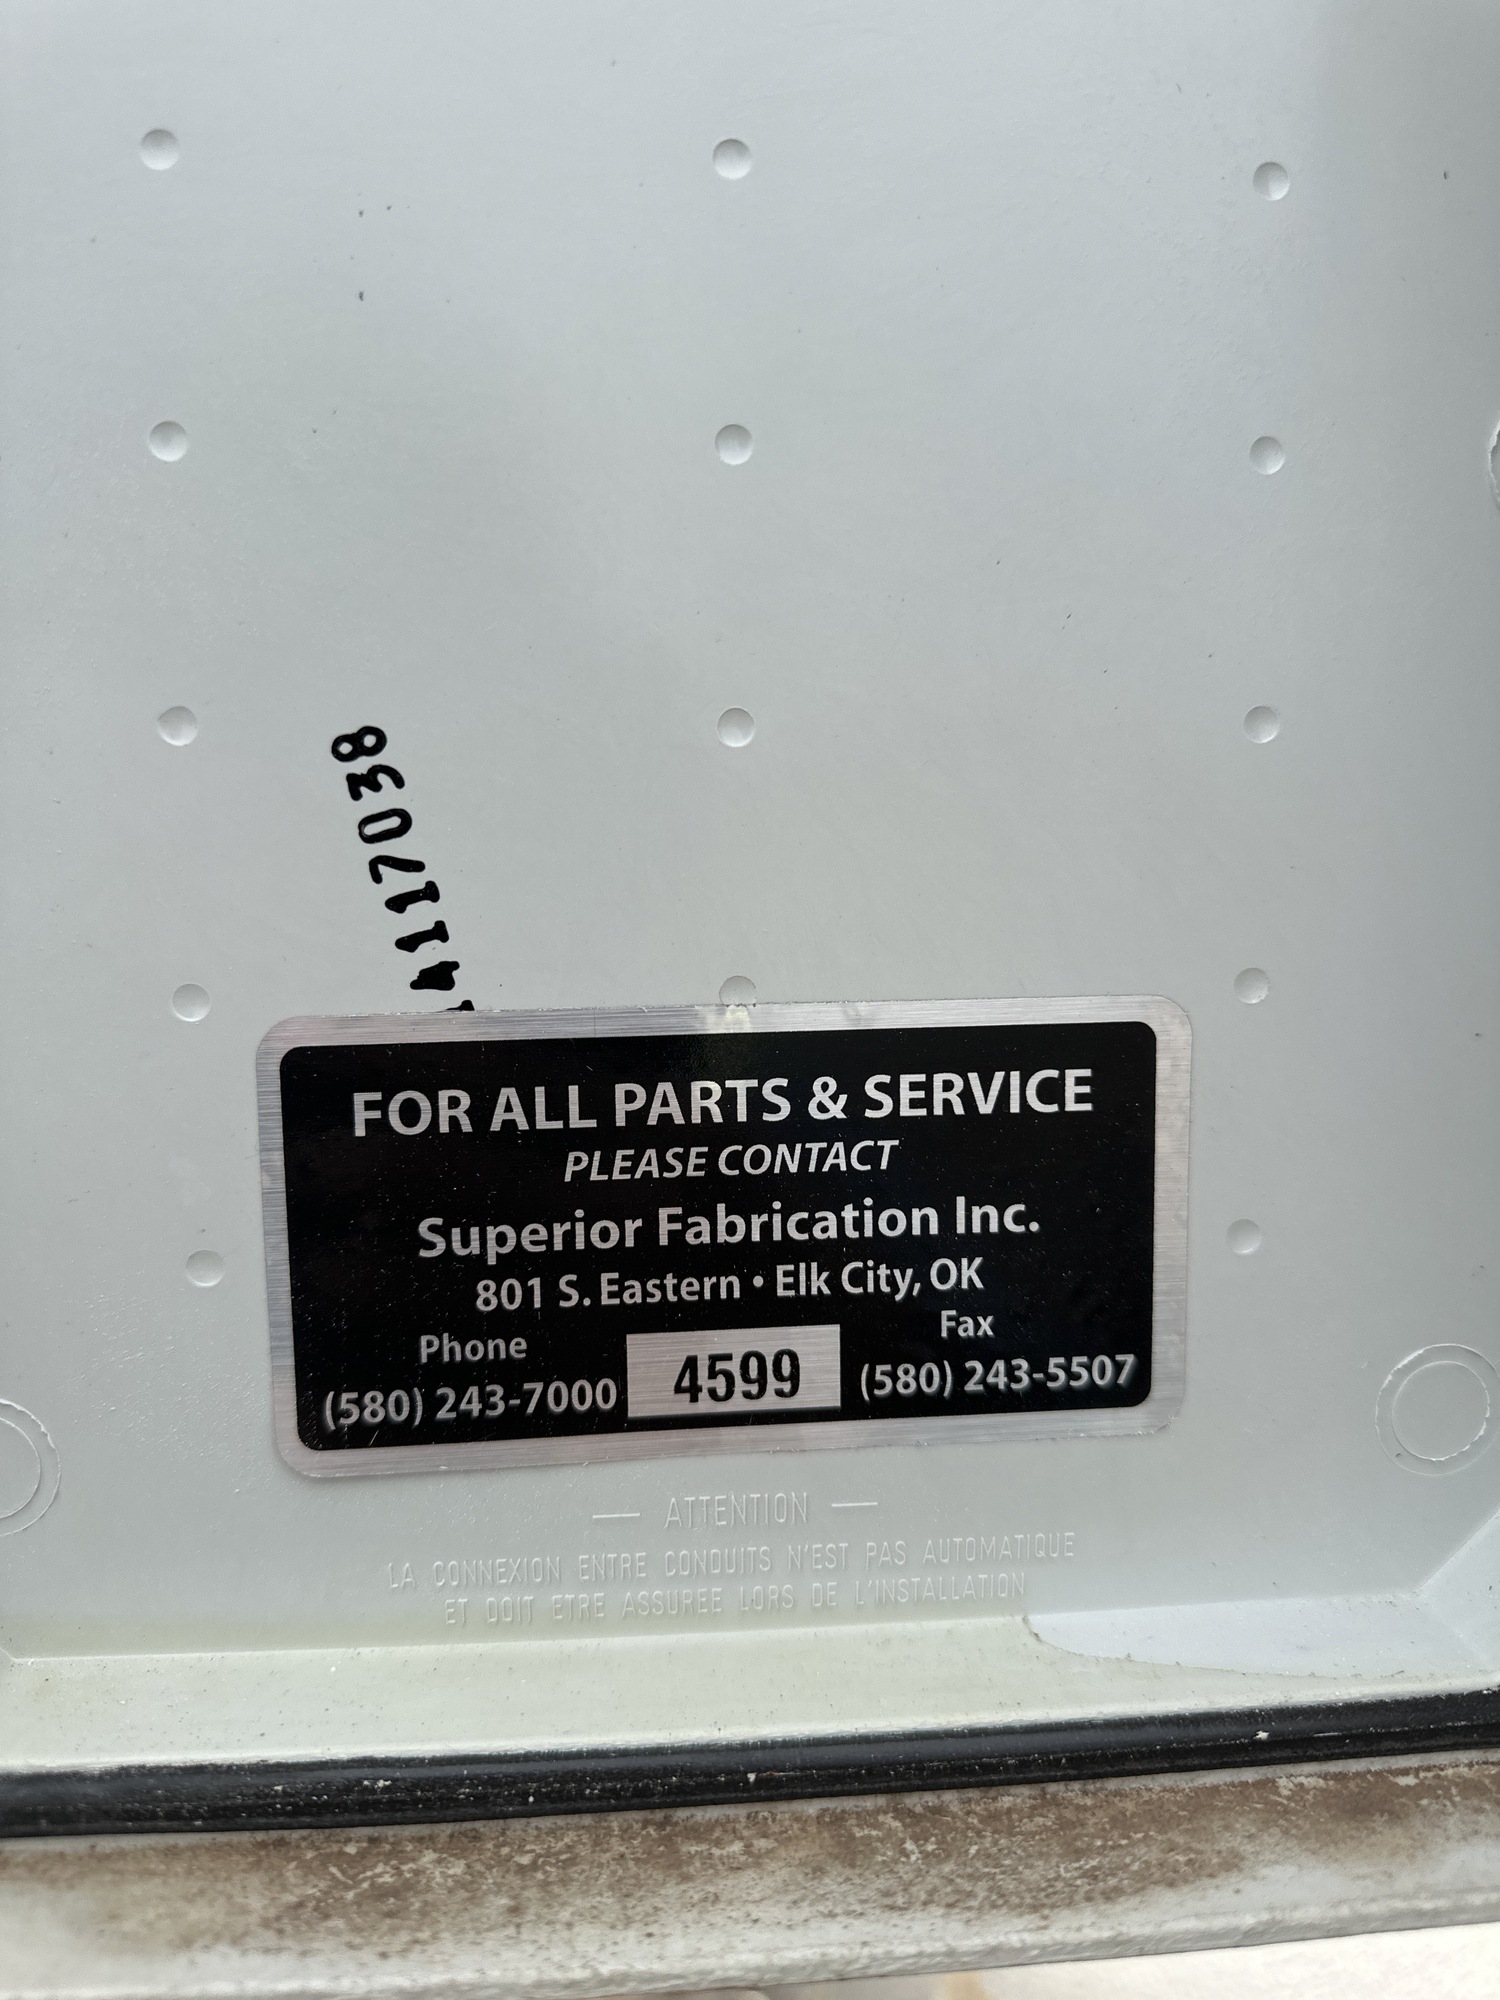 FOR ALL PARTS & SERVICE
PLEASE CONTACT
Superior Fabrication Inc.
801 S. Eastern • Elk City, OK
Phone
(580) 243-7000
4599
Fax
(580) 243-5507
— ATTENTION —
LA CONNEXION ENTRE CONDUITS N'EST PAS AUTOMATIQUE
ET DOIT ETRE ASSUREE LORS DE L'INSTALLATION